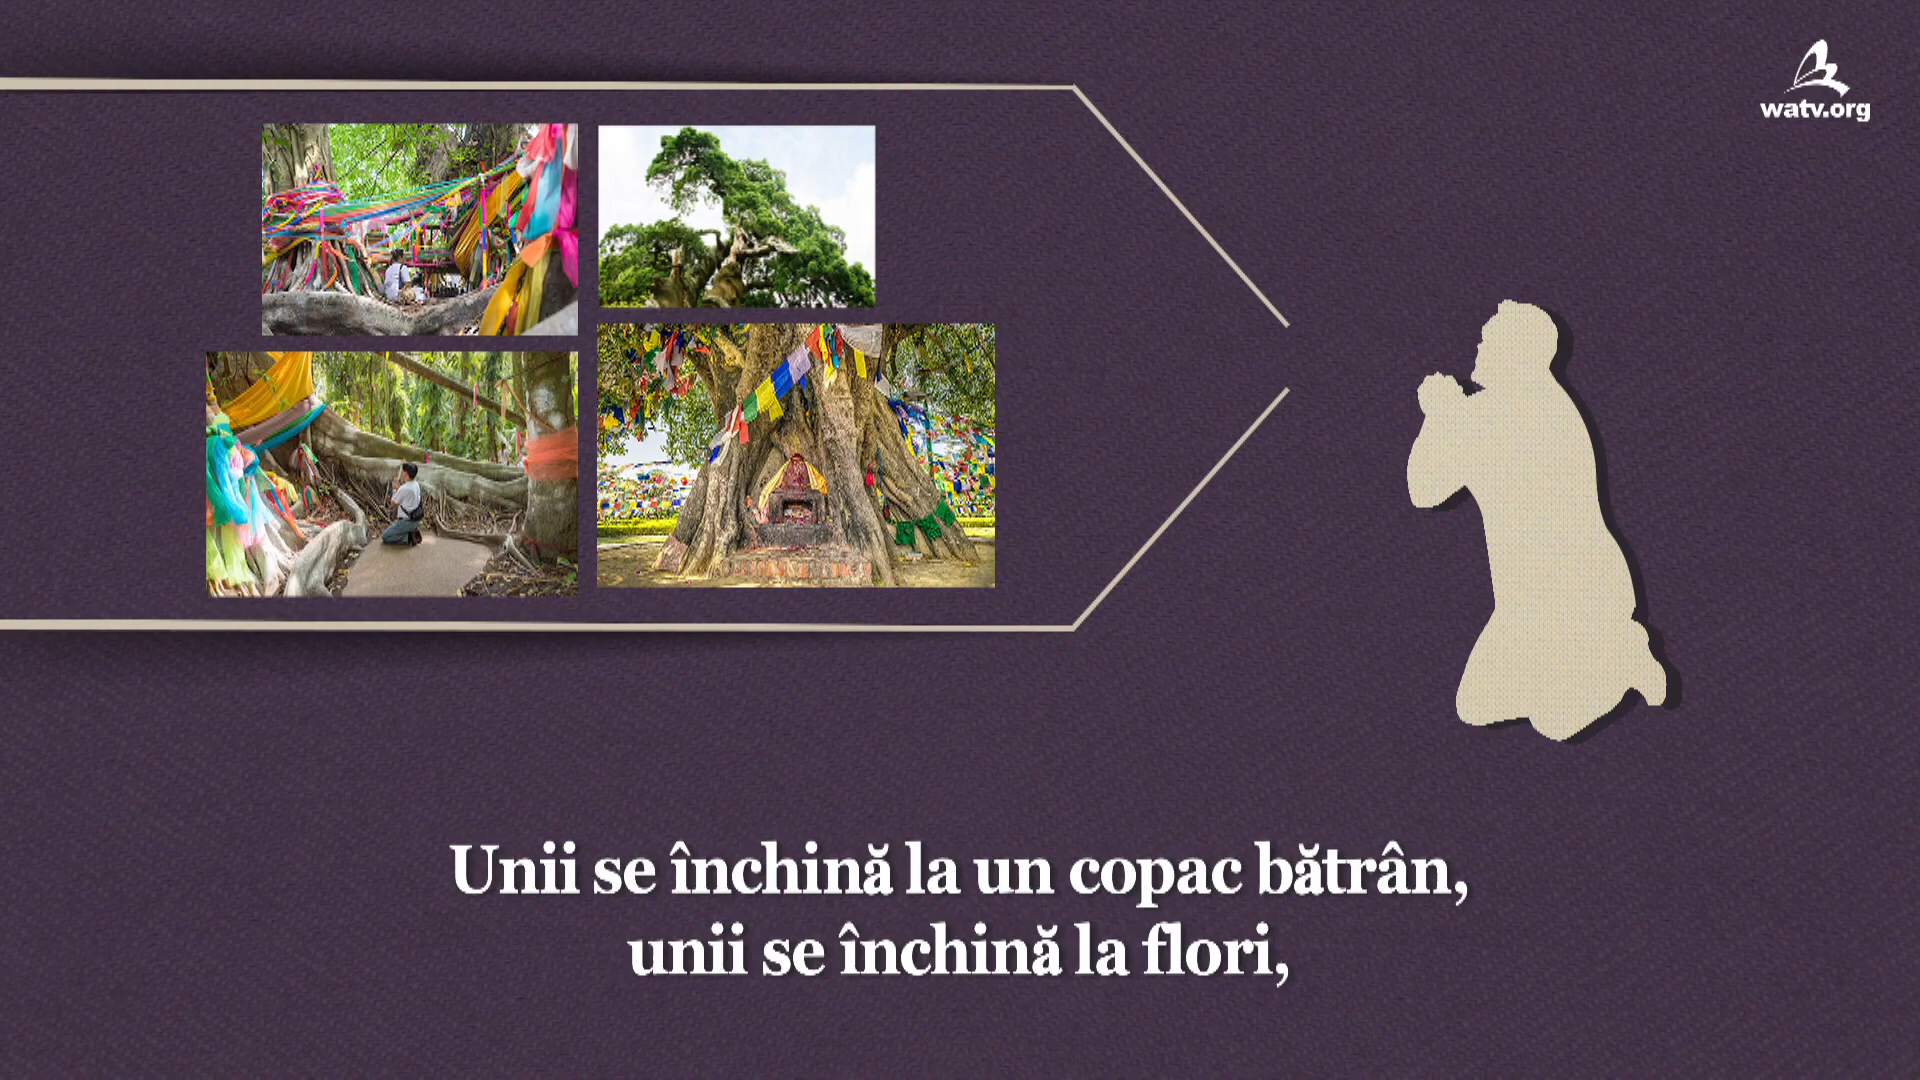 watv.org
Unii se închină la un copac bătrân,
unii se închină la flori,